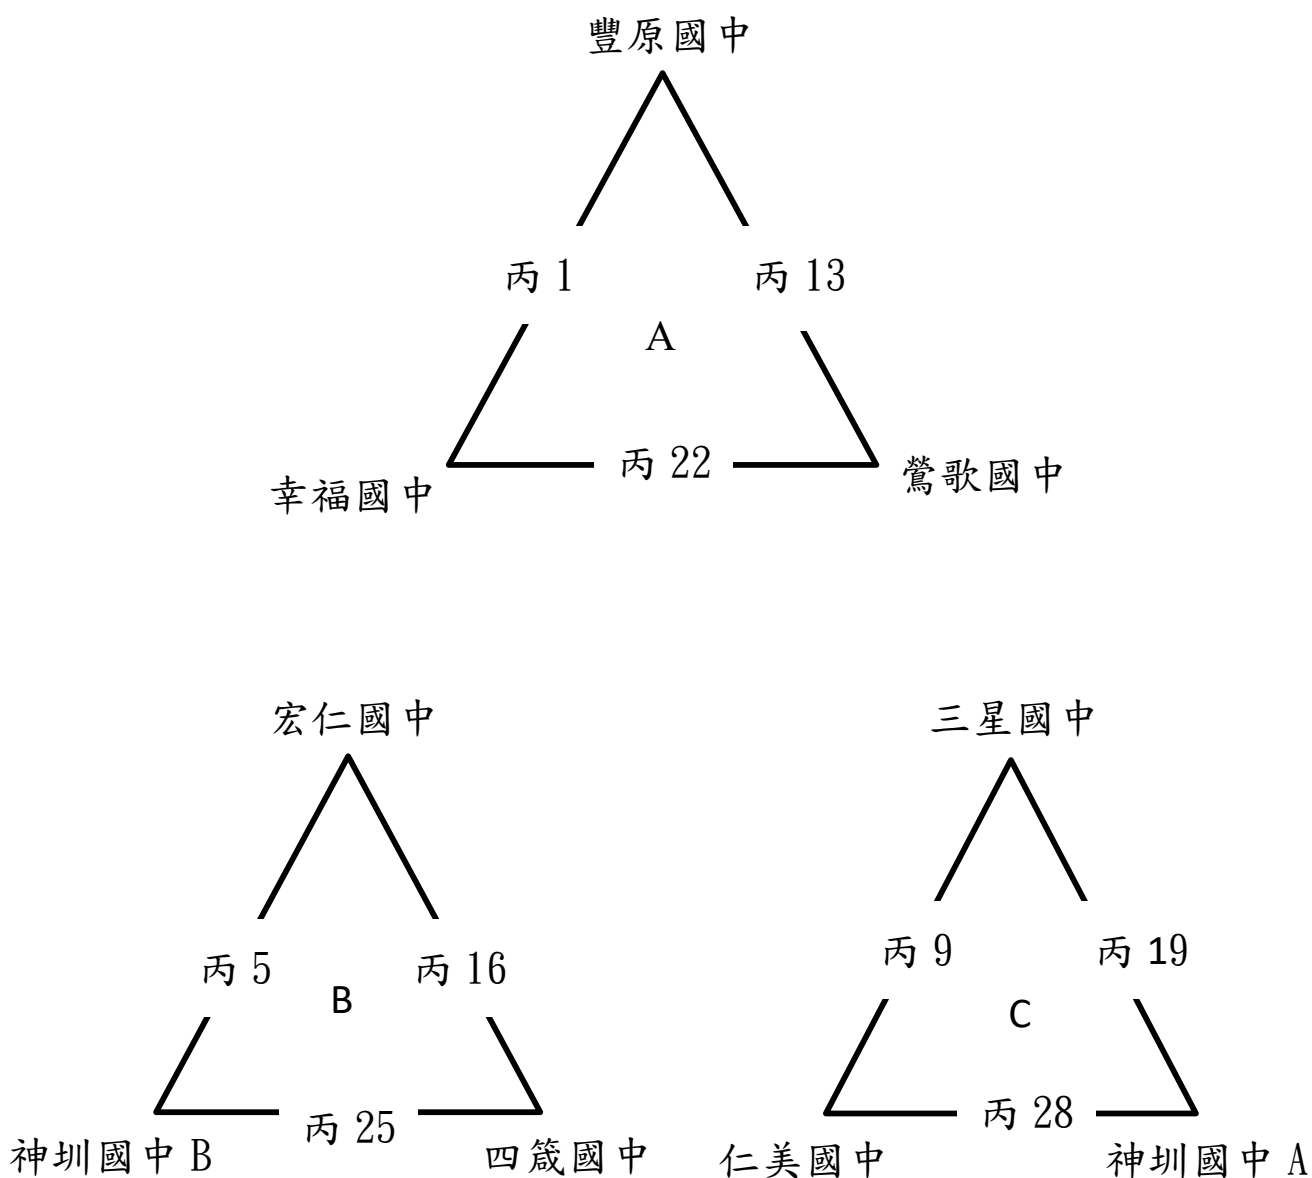 豐原國中
丙 1
丙 13
A
丙 22
幸福國中
鶯歌國中
宏仁國中
三星國中
丙 5
丙 16
B
丙 9
丙 19
C
丙 25
丙 28
神圳國中 B
四箴國中
仁美國中
神圳國中 A